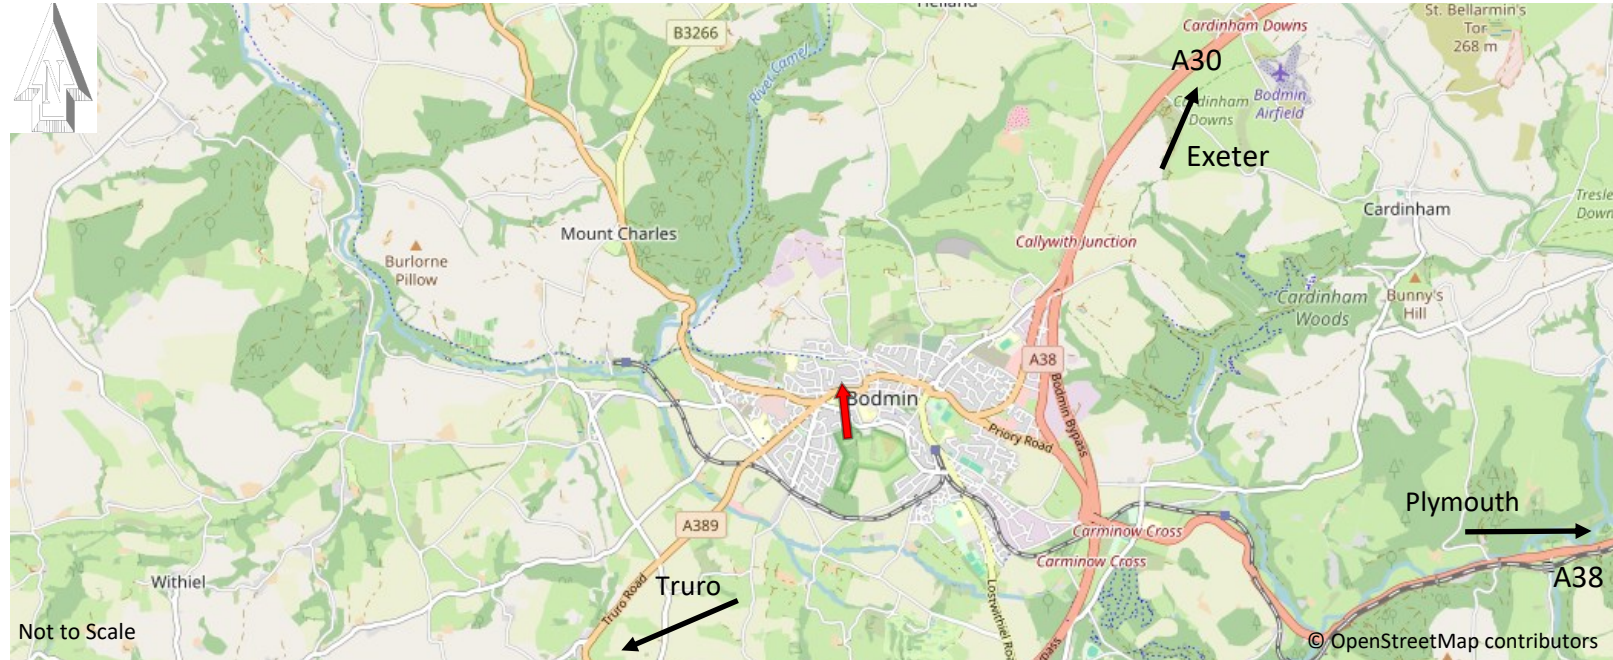 Helland
Cardinham Downs
St. Bellarmin's
Tor
268 m
B3266
River Camel
A30
N
Bodmin
Airfield
Cardinham
Downs
Exeter
Cardinham
Mount Charles
Callywith Junction
Burlorne
Pillow
Cardinham
Woods
Bunny's
Hill
A38
Bodmin
Bodmin Bypass
Priory Road
Plymouth
A389
Carminow Cross
Carminow Cross
A38
Withiel
Truro
Truro Road
Lostwithiel
Not to Scale
© OpenStreetMap contributors